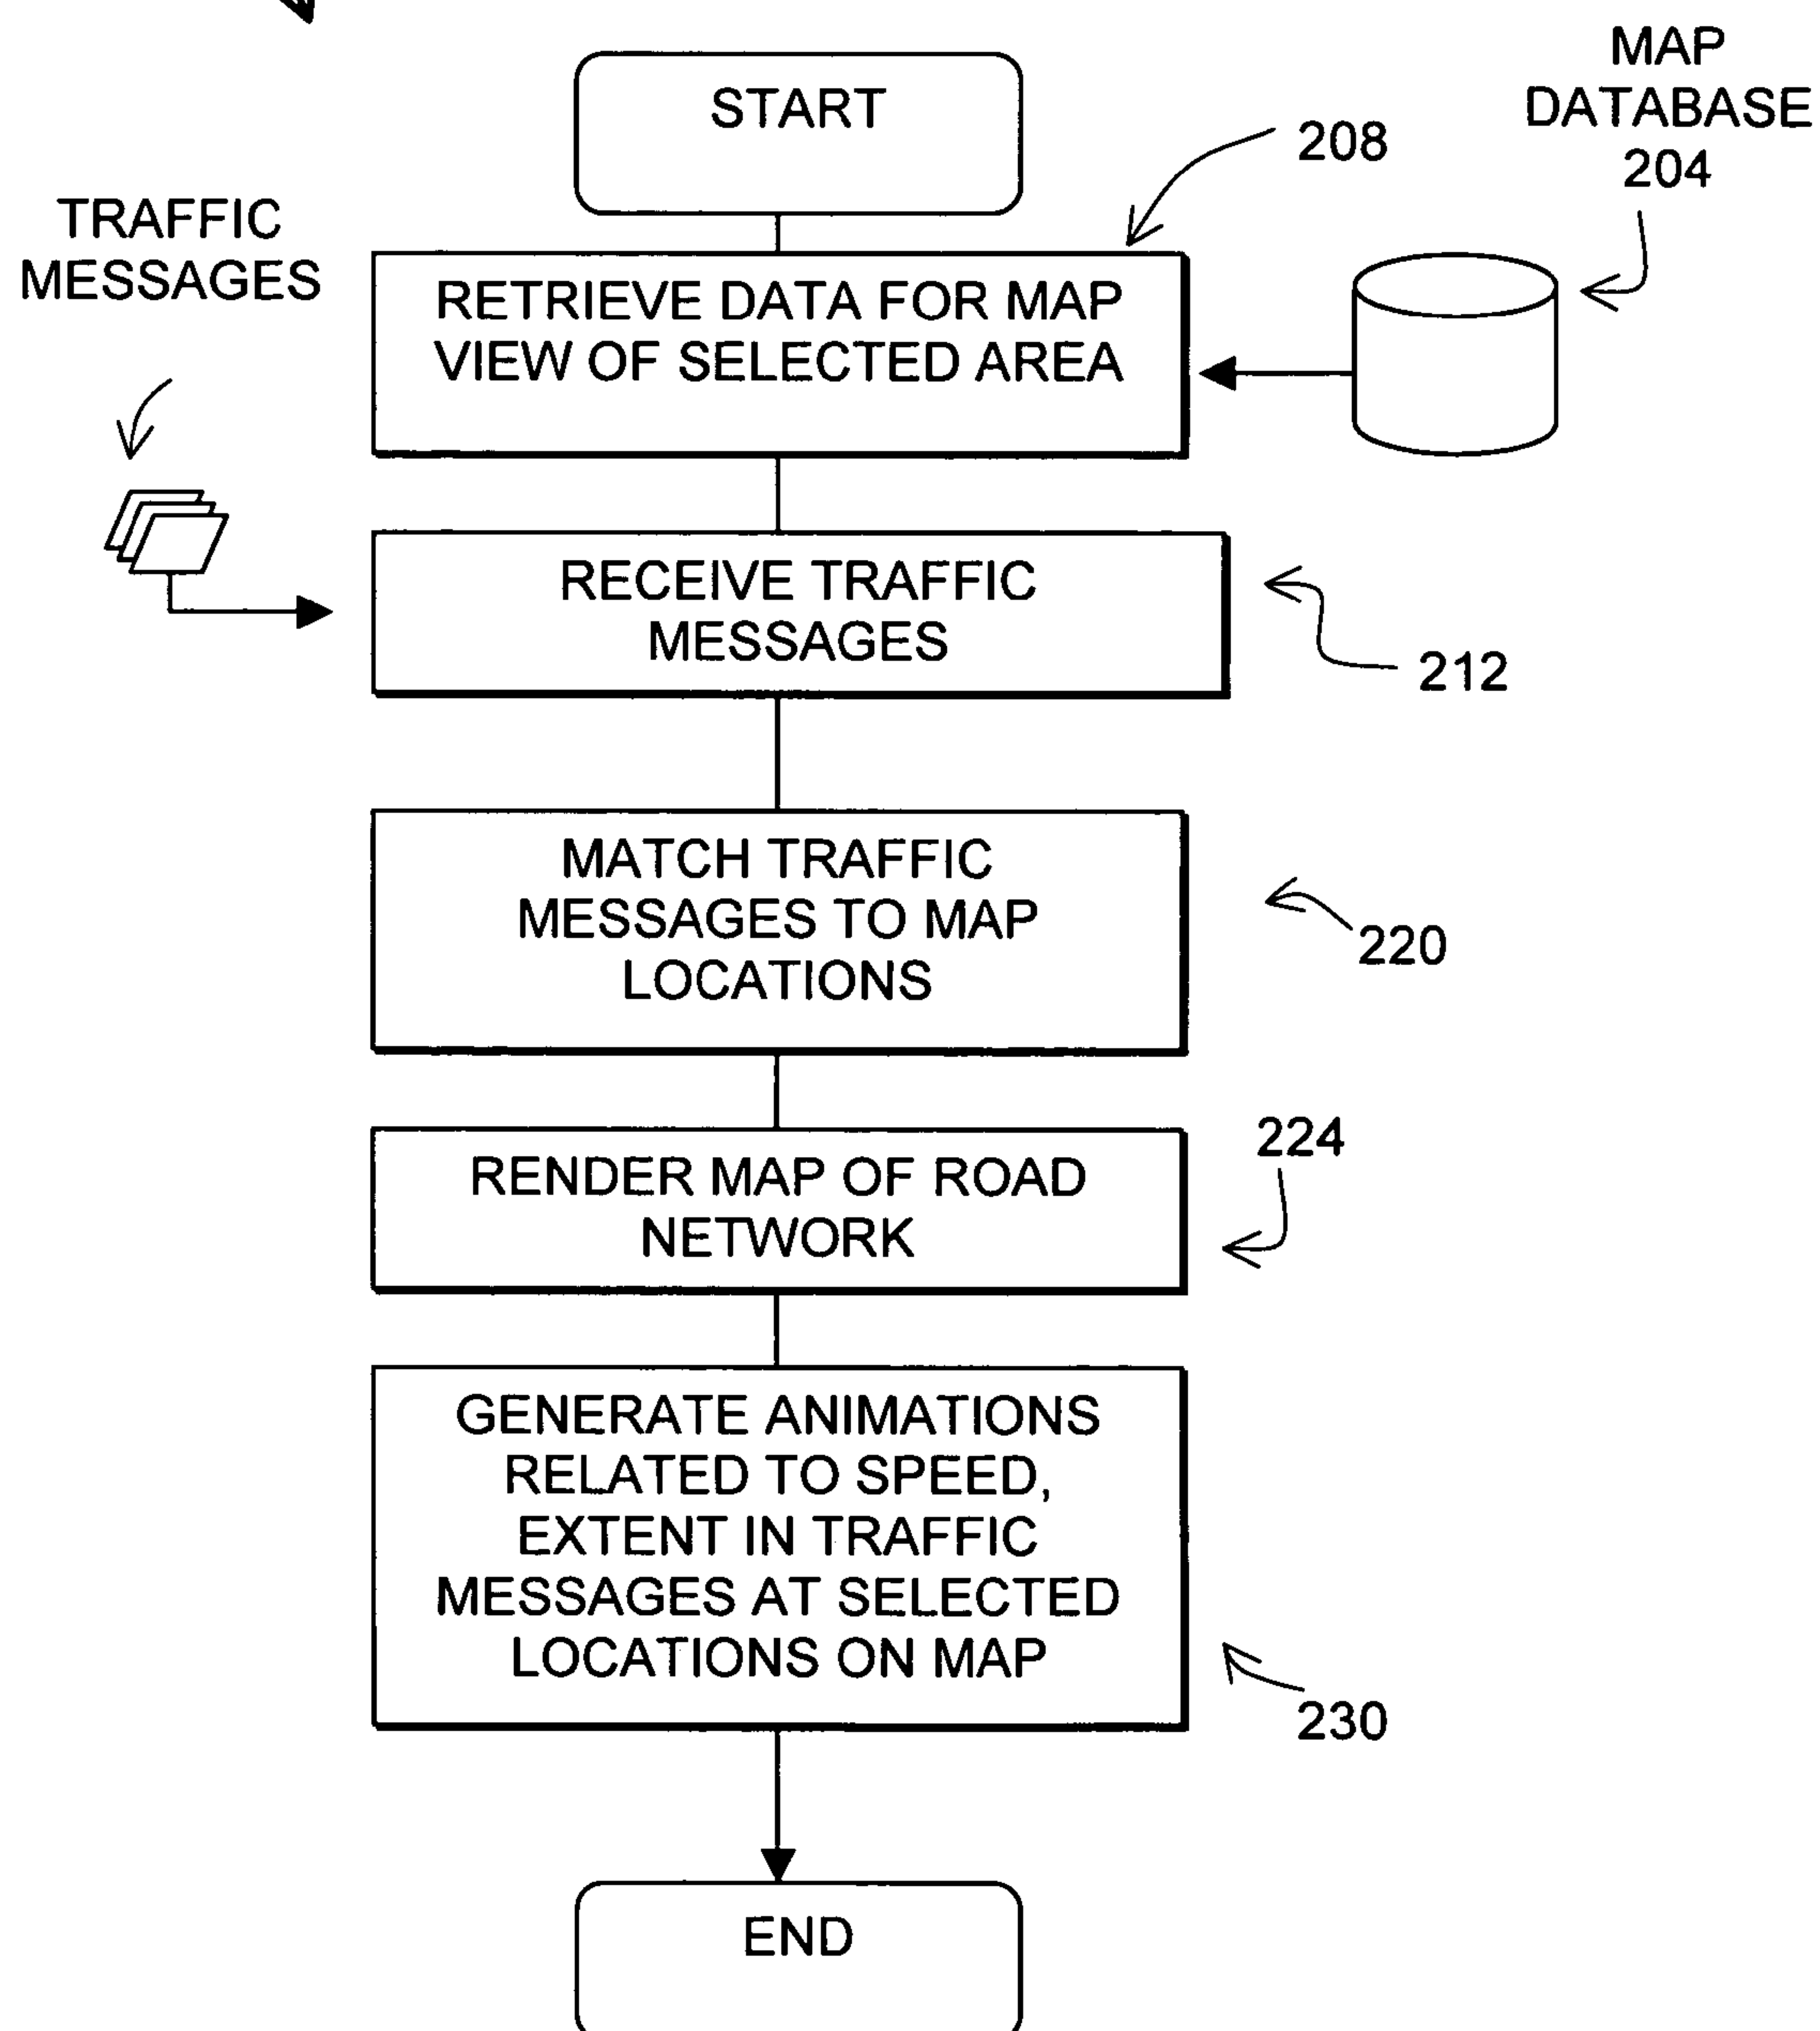 START
MAP
DATABASE
204
208
TRAFFIC
MESSAGES
RETRIEVE DATA FOR MAP
VIEW OF SELECTED AREA
RECEIVE TRAFFIC
MESSAGES
212
MATCH TRAFFIC
MESSAGES TO MAP
LOCATIONS
220
RENDER MAP OF ROAD
NETWORK
224
GENERATE ANIMATIONS
RELATED TO SPEED,
EXTENT IN TRAFFIC
MESSAGES AT SELECTED
LOCATIONS ON MAP
230
END